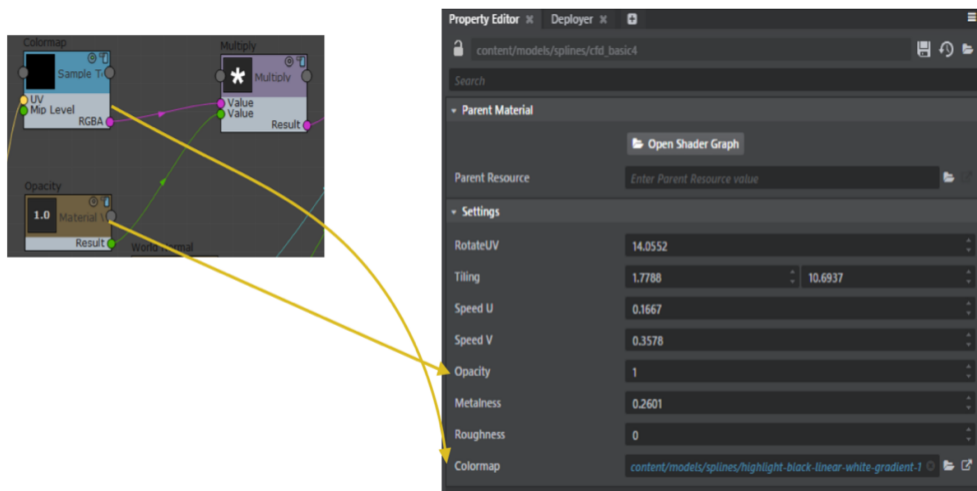 Colormap
Sample T
UV
Mip Level
RGBA
Multiply
* Multiply
Value
Value
Result
Opacity
1.0 Material
Result
World Normal
Property Editor Deployer
content/models/splines/cfd_basic4
Search
Parent Material
Open Shader Graph
Parent Resource Enter Parent Resource value
Settings
RotateUV 14.0552
Tiling 1.7788 10.6937
Speed U 0.1667
Speed V 0.3578
Opacity 1
Metalness 0.2601
Roughness 0
Colormap content/models/splines/highlight-black-linear-white-gradient-1